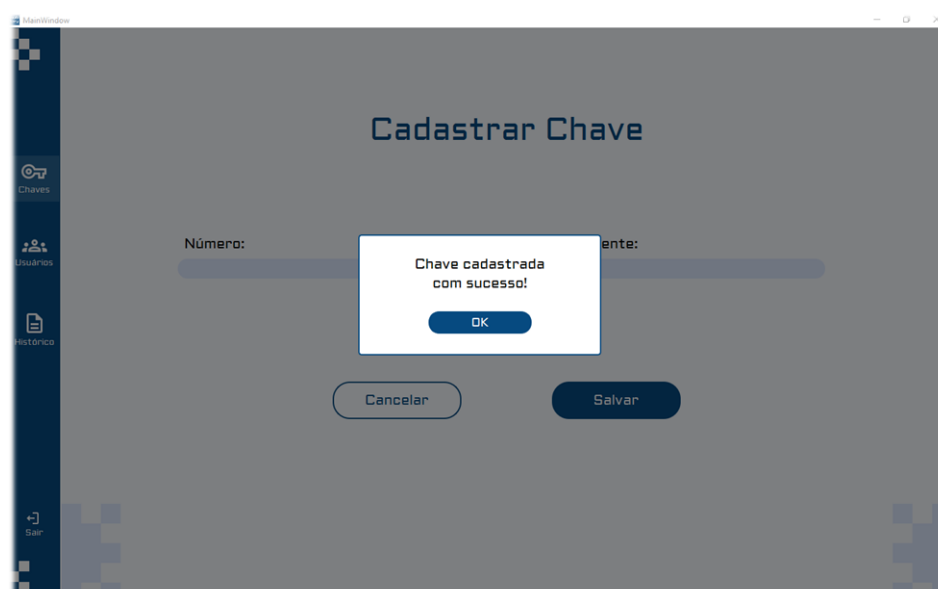 MainWindow
Cadastrar Chave
Chaves
Número:
ente:
Usuários
Chave cadastrada
com sucesso!
OK
Histórico
Cancelar
Salvar
Sair